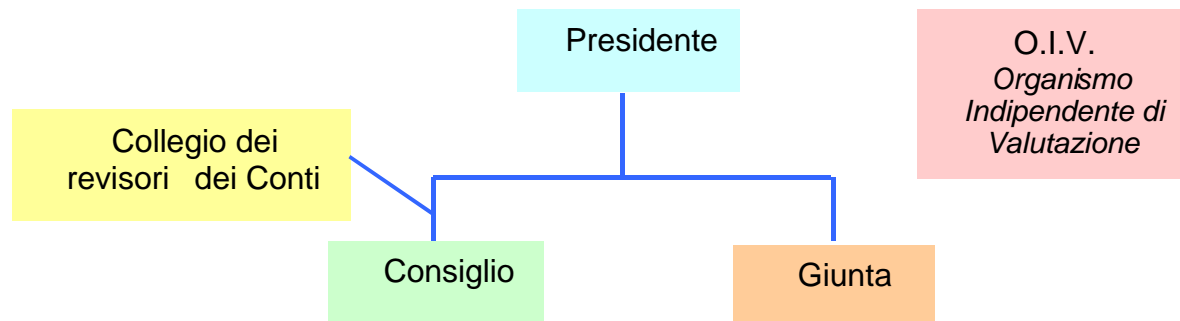 Presidente
O.I.V.
Organismo
Indipendente di
Valutazione
Collegio dei
revisori dei Conti
Consiglio
Giunta